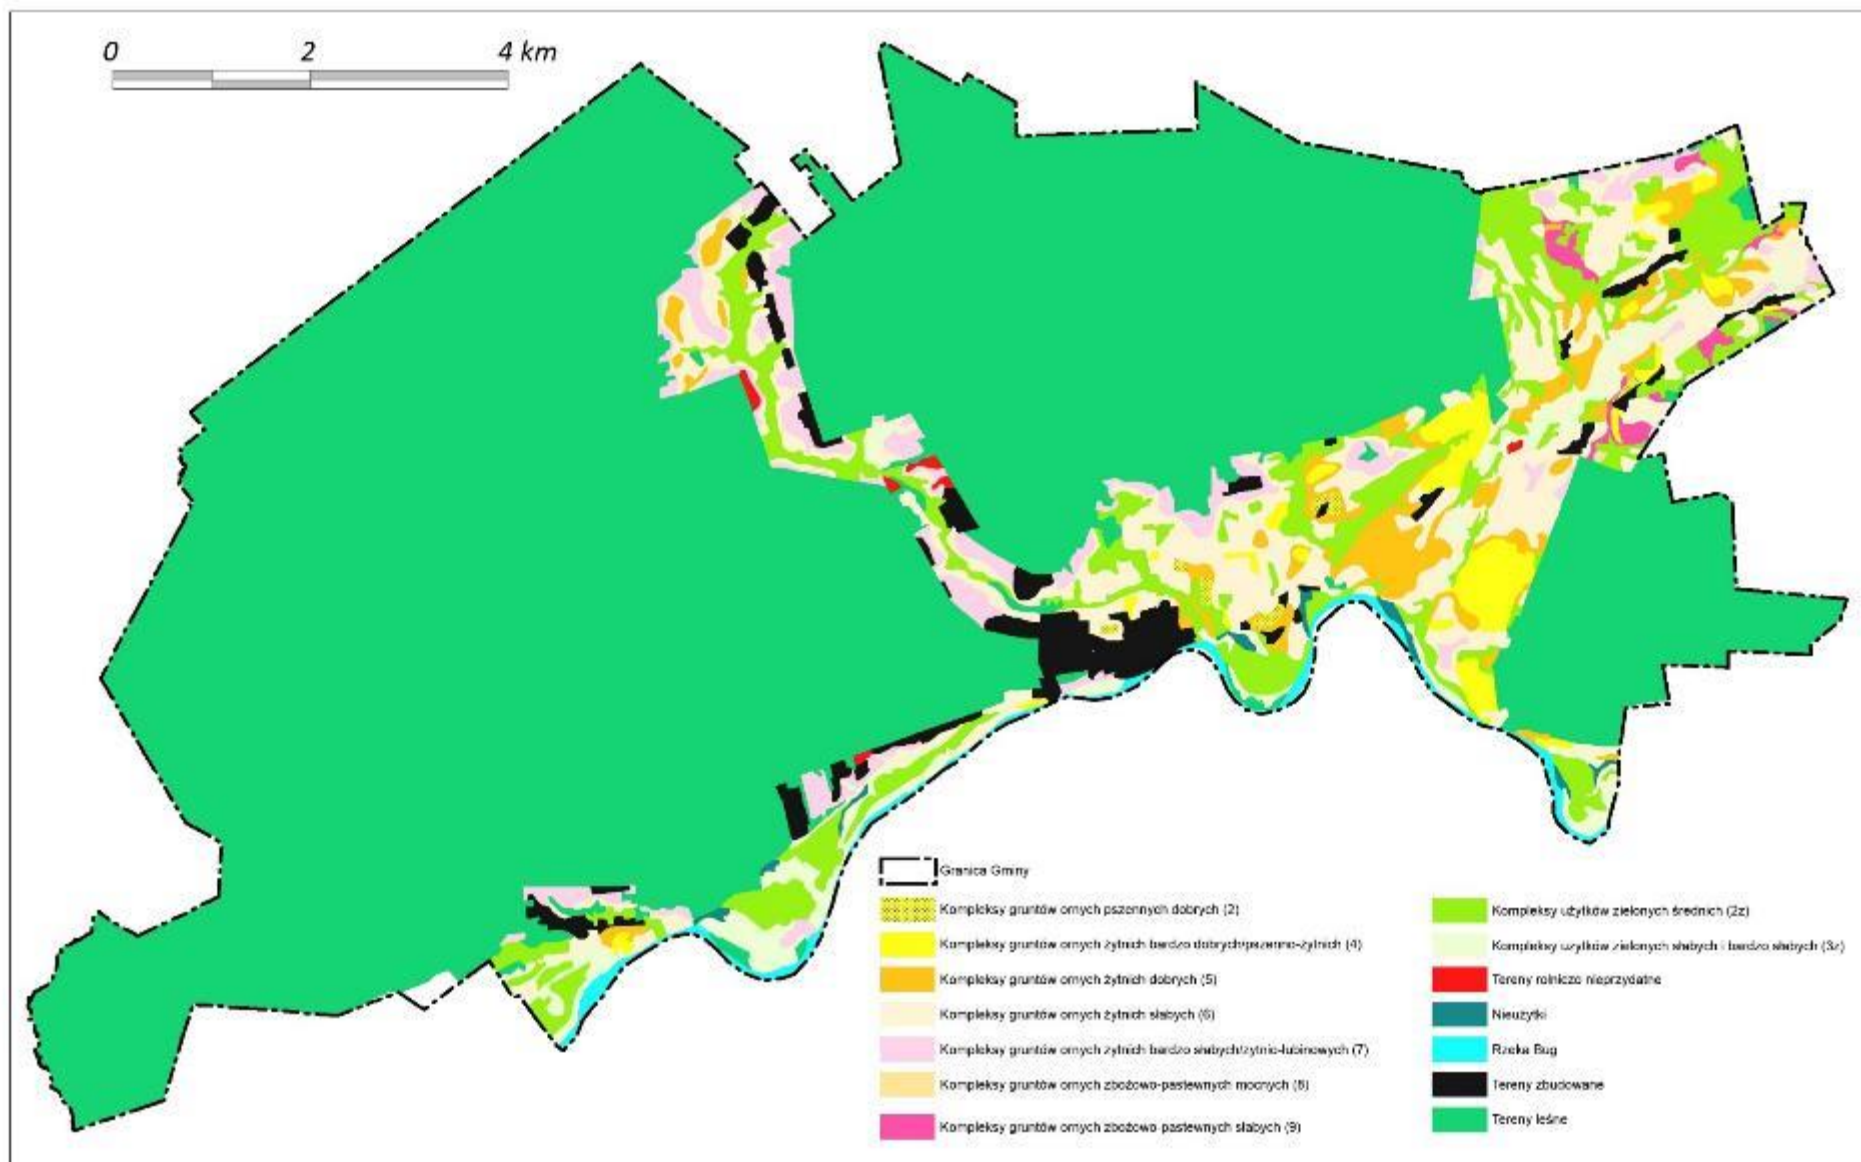 0 2 4 km
Granica Gminy
Kompleksy gruntów ornych pszennych dobrych (2)
Kompleksy gruntów ornych żytnich bardzo dobrych/pszenno-żytnich (4)
Kompleksy gruntów ornych żytnich dobrych (5)
Kompleksy gruntów ornych żytnich słabych (6)
Kompleksy gruntów ornych żytnich bardzo słabych/żytnio-łubinowych (7)
Kompleksy gruntów ornych zbożowo-pastewnych mocnych (8)
Kompleksy gruntów ornych zbożowo-pastewnych słabych (9)
Kompleksy użytków zielonych średnich (2z)
Kompleksy użytków zielonych słabych i bardzo słabych (3z)
Tereny rolniczo nieprzydatne
Nieużytki
Rzeka Bug
Tereny zbudowane
Tereny leśne